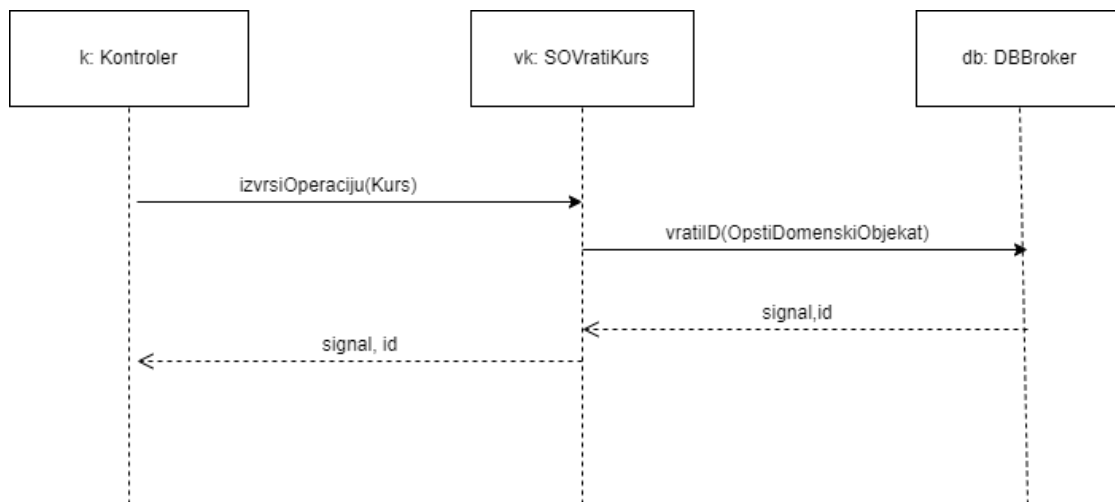 k: Kontroler
vk: SOVratiKurs
db: DBBroker
izvrsiOperaciju(Kurs)
vratiID(OpstiDomenskiObjekat)
signal,id
signal, id